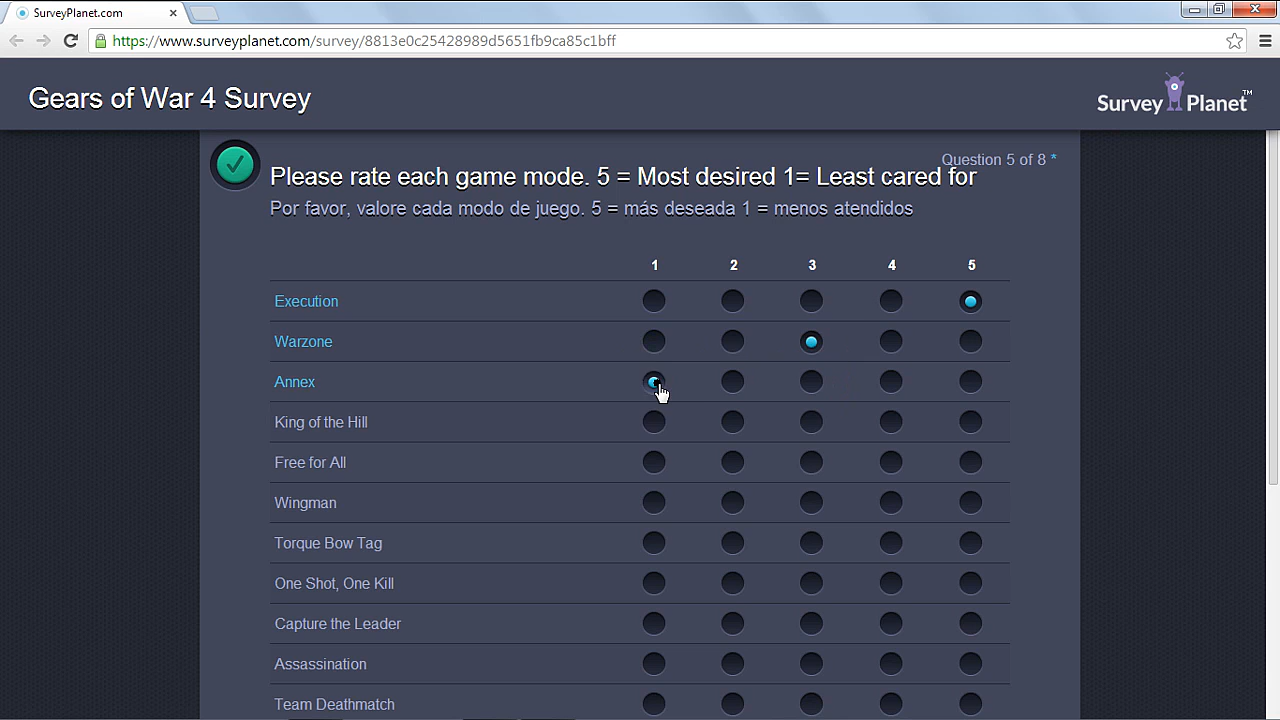 SurveyPlanet.com
https://www.surveyplanet.com/survey/8813e0c25428989d5651fb9ca85c1bff
Gears of War 4 Survey
Survey Planet™
Question 5 of 8 *
Please rate each game mode. 5 = Most desired 1= Least cared for
Por favor, valore cada modo de juego. 5 = más deseada 1 = menos atendidos
1 2 3 4 5
Execution
Warzone
Annex
King of the Hill
Free for All
Wingman
Torque Bow Tag
One Shot, One Kill
Capture the Leader
Assassination
Team Deathmatch